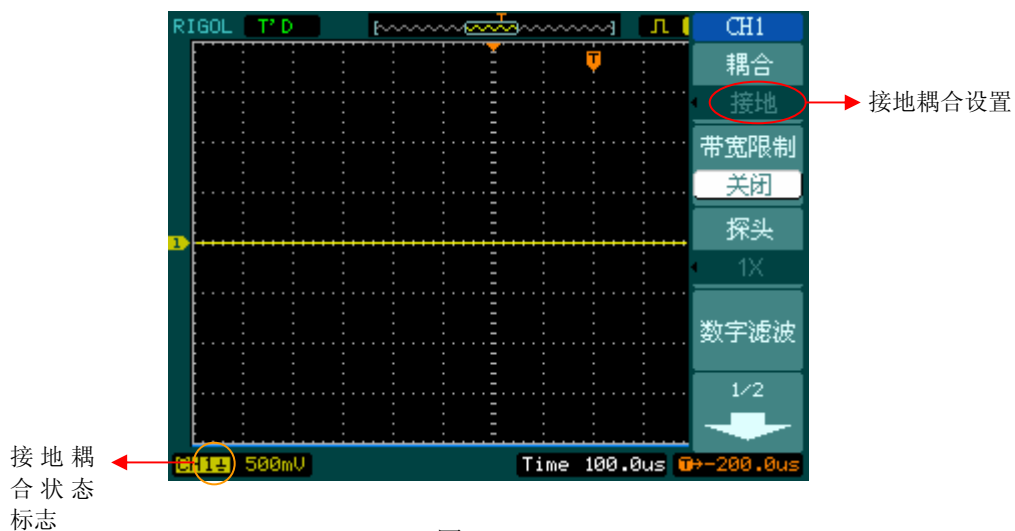 RIGOL T'D T CH1
耦合
T
接地
接地耦合设置
带宽限制
关闭
探头
1
1X
数字滤波
1/2
接地耦
合状态
标志
CH1 500mV Time 100.0us T→-200.0us